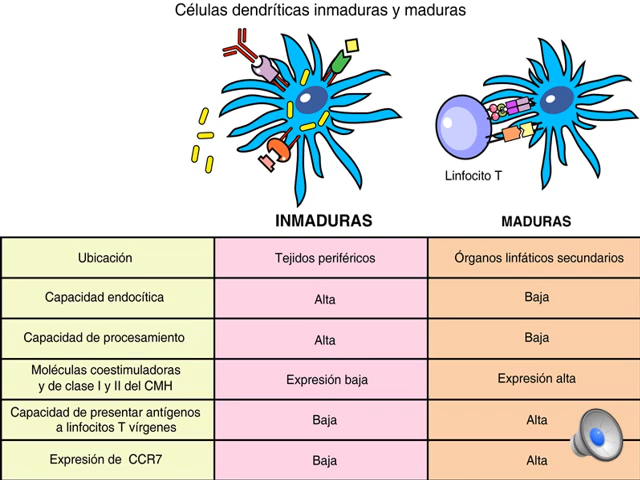 Células dendríticas inmaduras y maduras
Linfocito T
INMADURAS
MADURAS
Ubicación
Tejidos periféricos
Órganos linfáticos secundarios
Capacidad endocítica
Alta
Baja
Capacidad de procesamiento
Alta
Baja
Moléculas coestimuladoras
y de clase I y II del CMH
Expresión baja
Expresión alta
Capacidad de presentar antígenos
a linfocitos T vírgenes
Baja
Alta
Expresión de CCR7
Baja
Alta